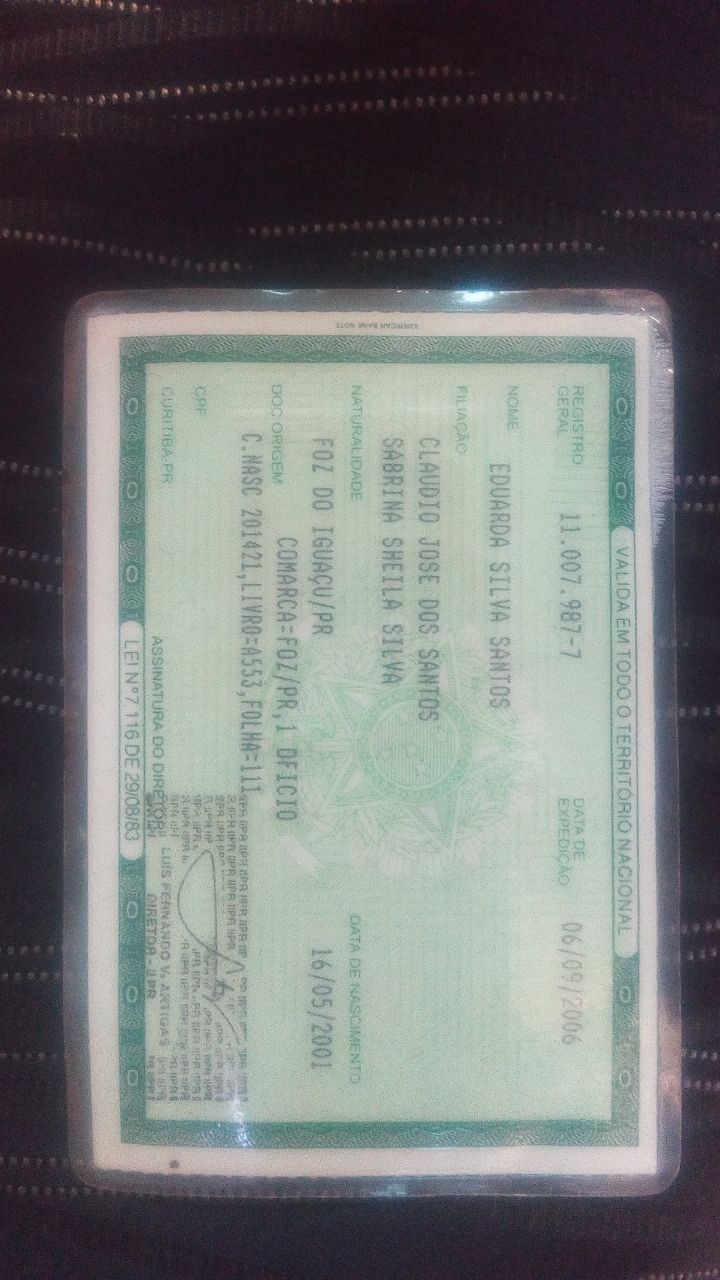 VALIDA EM TODO O TERRITÓRIO NACIONAL
REGISTRO GERAL 11.007.987-7 DATA DE EXPEDIÇÃO 06/09/2006
NOME EDUARDA SILVA SANTOS
FILIAÇÃO CLAUDIO JOSE DOS SANTOS
SABRINA SHEILA SILVA
NATURALIDADE DATA DE NASCIMENTO
FOZ DO IGUAÇU/PR 16/05/2001
DOC ORIGEM COMARCA=FOZ/PR,1 OFICIO
C.NASC 201421,LIVRO=A553,FOLHA=111
CPF
CURITIBA-PR
LUIS FERNANDO V. ARTIGAS
ASSINATURA DO DIRETOR DIRETOR - IIPR
LEI Nº 7.116 DE 29/08/83
AMERICAN BANK NOTE